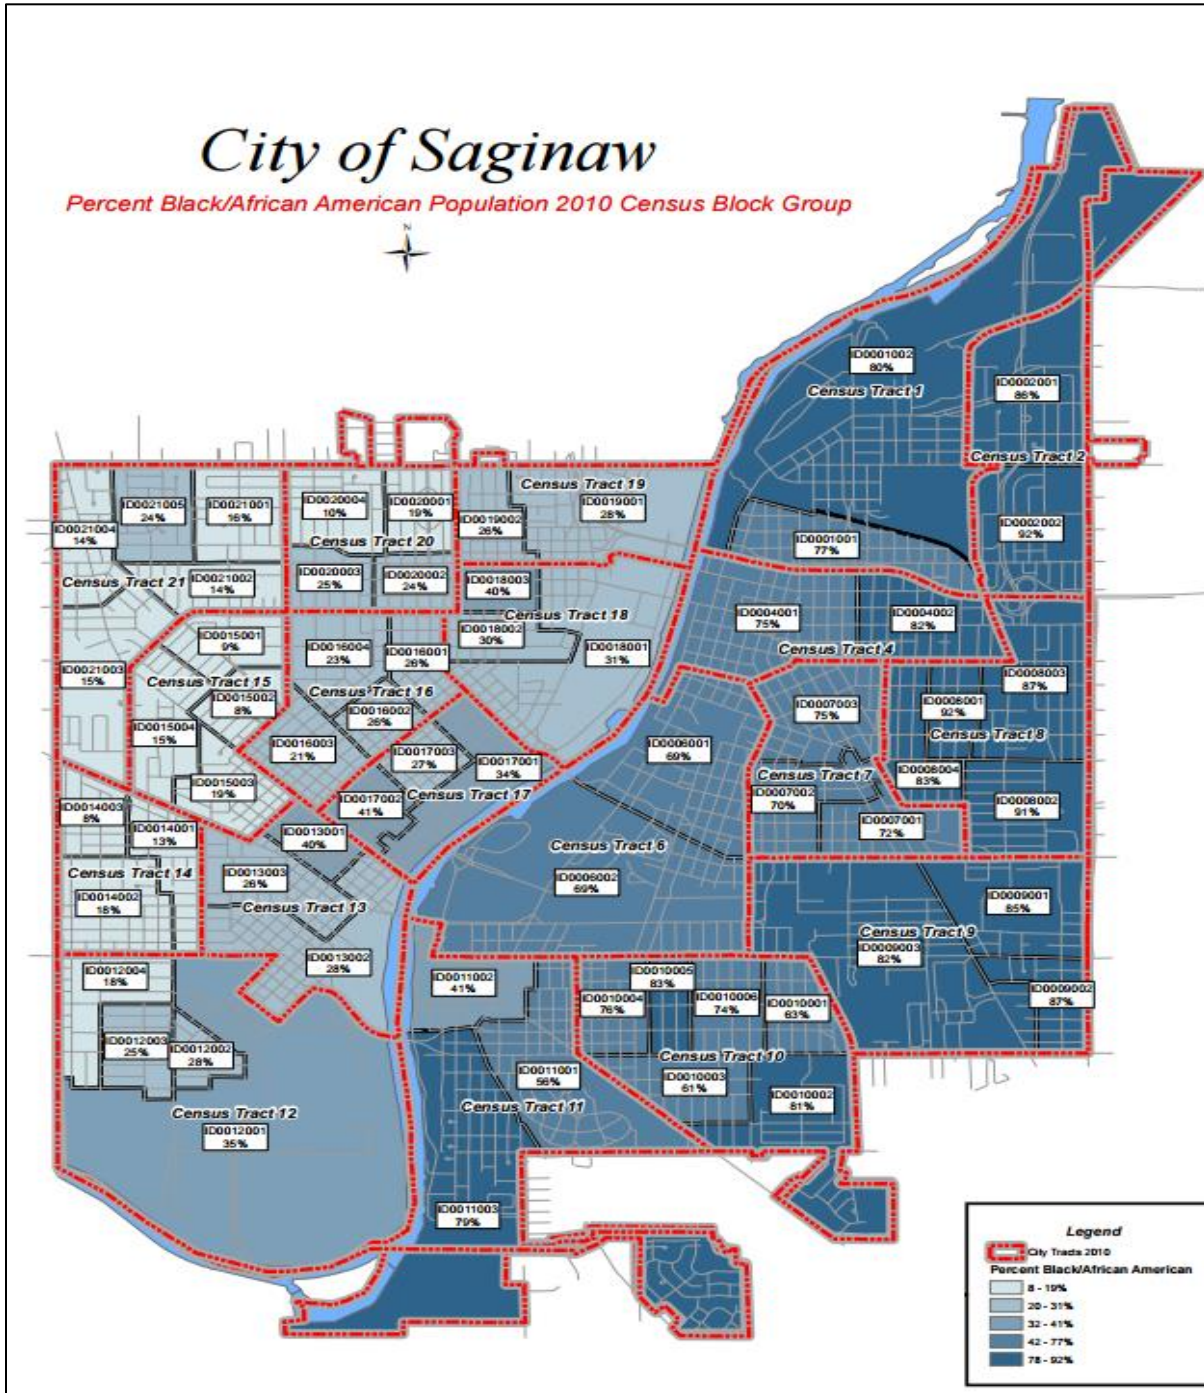 City of Saginaw
Percent Black/African American Population 2010 Census Block Group
N
ID0001002
80%
Census Tract 1
ID0002001
86%
Census Tract 2
ID0002002
92%
ID0001001
77%
Census Tract 19
ID0019001
28%
ID0019002
26%
ID0020004
10%
ID0020001
19%
Census Tract 20
ID0020003
25%
ID0020002
24%
ID0021005
24%
ID0021001
16%
ID0021004
14%
Census Tract 21
ID0021002
14%
ID0021003
15%
ID0018003
40%
Census Tract 18
ID0018002
30%
ID0018001
31%
ID0004001
75%
ID0004002
82%
Census Tract 4
ID0015001
9%
Census Tract 15
ID0015002
8%
ID0015004
15%
ID0015003
19%
ID0016004
23%
ID0016001
26%
Census Tract 16
ID0016002
26%
ID0016003
21%
ID0017003
27%
ID0017001
34%
Census Tract 17
ID0017002
41%
ID0006001
69%
Census Tract 6
ID0006002
69%
ID0007003
75%
Census Tract 7
ID0007002
70%
ID0007001
72%
ID0008003
87%
ID0008001
92%
Census Tract 8
ID0008004
83%
ID0008002
91%
ID0014003
8%
ID0014001
13%
Census Tract 14
ID0014002
18%
ID0013001
40%
ID0013003
26%
Census Tract 13
ID0013002
28%
ID0009001
85%
Census Tract 9
ID0009003
82%
ID0009002
87%
ID0012004
18%
ID0012003
25%
ID0012002
28%
Census Tract 12
ID0012001
35%
ID0011002
41%
ID0011001
56%
Census Tract 11
ID0011003
79%
ID0010005
83%
ID0010004
76%
ID0010006
74%
ID0010001
63%
Census Tract 10
ID0010003
61%
ID0010002
81%
Legend
City Tracts 2010
Percent Black/African American
8 - 19%
20 - 31%
32 - 41%
42 - 77%
78 - 92%